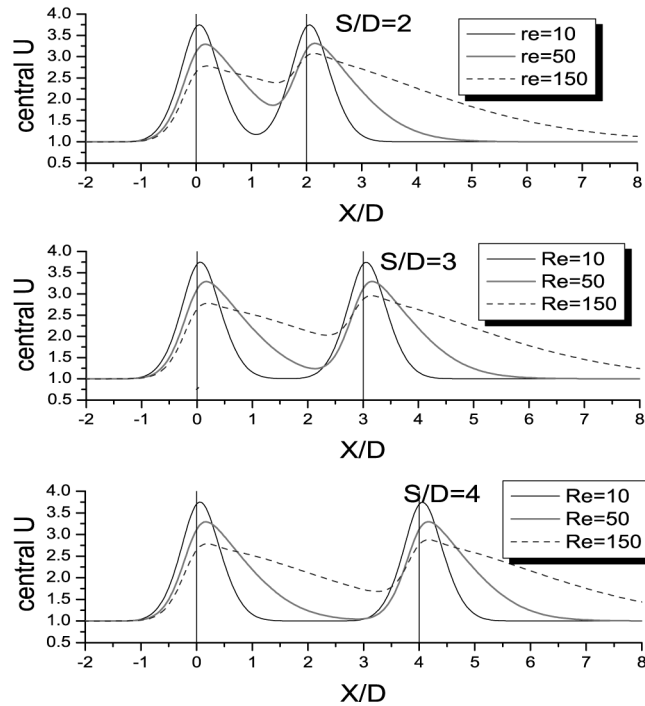 S/D=2
re=10
re=50
re=150
central U
4.0
3.5
3.0
2.5
2.0
1.5
1.0
0.5
-2 -1 0 1 2 3 4 5 6 7 8
X/D
S/D=3
Re=10
Re=50
Re=150
central U
4.0
3.5
3.0
2.5
2.0
1.5
1.0
0.5
-2 -1 0 1 2 3 4 5 6 7 8
X/D
S/D=4
Re=10
Re=50
Re=150
central U
4.0
3.5
3.0
2.5
2.0
1.5
1.0
0.5
-2 -1 0 1 2 3 4 5 6 7 8
X/D